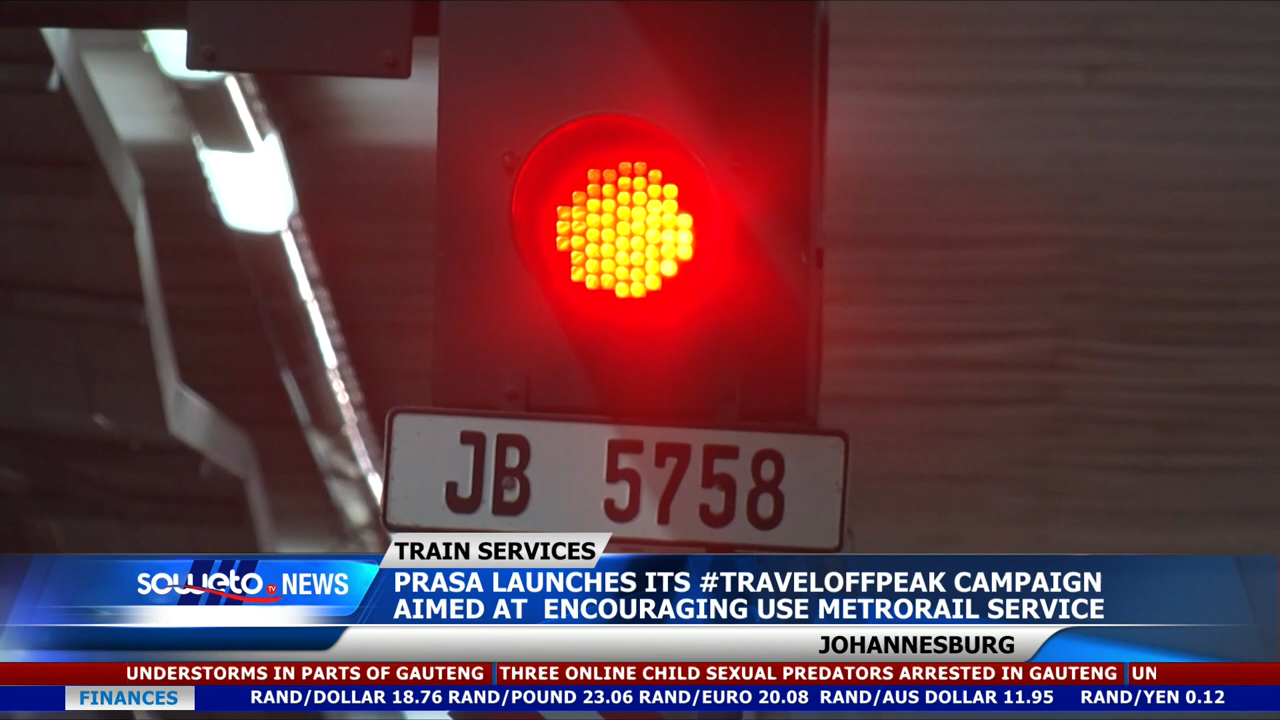 JB 5758
TRAIN SERVICES
SOWETO TV NEWS
PRASA LAUNCHES ITS #TRAVELOFFPEAK CAMPAIGN
AIMED AT ENCOURAGING USE METRORAIL SERVICE
JOHANNESBURG
UNDERSTORMS IN PARTS OF GAUTENG THREE ONLINE CHILD SEXUAL PREDATORS ARRESTED IN GAUTENG UN
FINANCES RAND/DOLLAR 18.76 RAND/POUND 23.06 RAND/EURO 20.08 RAND/AUS DOLLAR 11.95 RAND/YEN 0.12